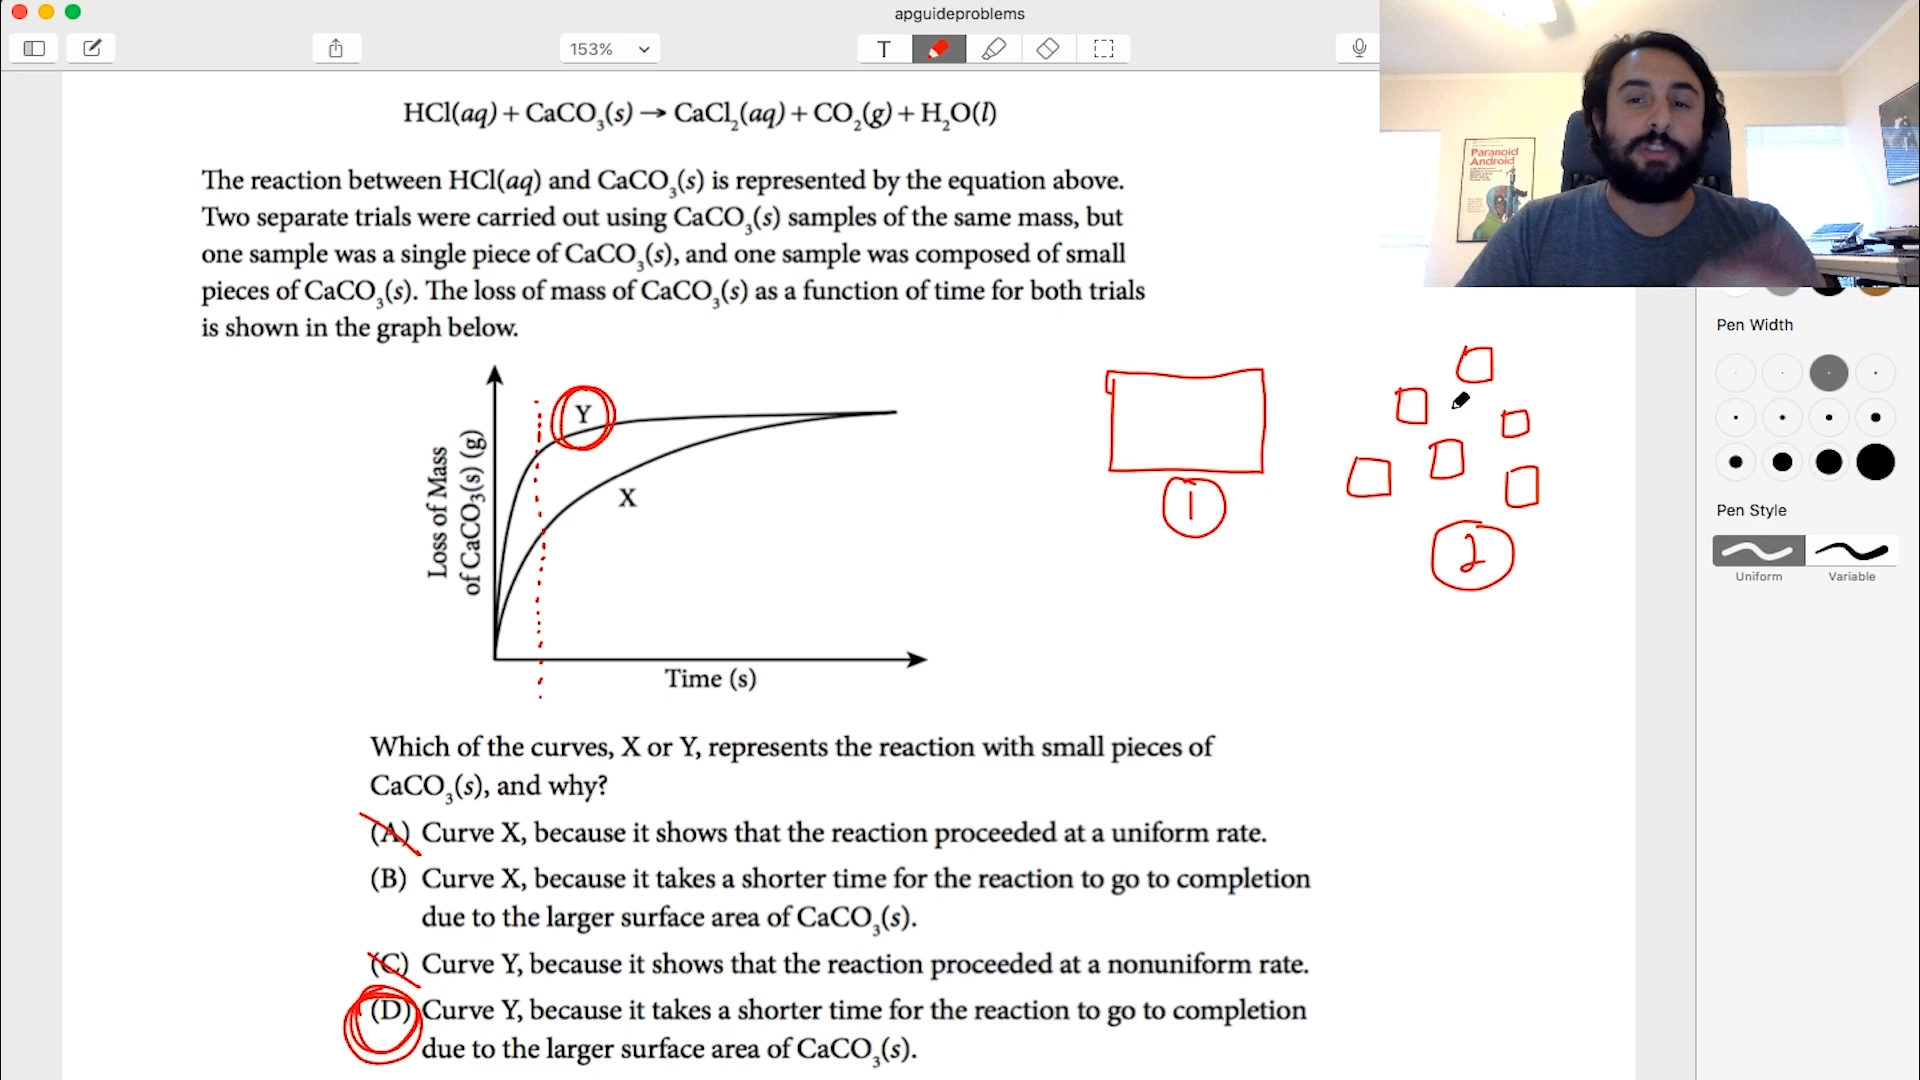 apguideproblems
153%
T
HCl(aq) + CaCO₃(s) → CaCl₂(aq) + CO₂(g) + H₂O(l)
Paranoid
Android
The reaction between HCl(aq) and CaCO₃(s) is represented by the equation above.
Two separate trials were carried out using CaCO₃(s) samples of the same mass, but
one sample was a single piece of CaCO₃(s), and one sample was composed of small
pieces of CaCO₃(s). The loss of mass of CaCO₃(s) as a function of time for both trials
is shown in the graph below.
Pen Width
Pen Style
Uniform
Variable
Loss of Mass
of CaCO3(s) (g)
Y
X
Time (s)
1
2
Which of the curves, X or Y, represents the reaction with small pieces of
CaCO₃(s), and why?
(A) Curve X, because it shows that the reaction proceeded at a uniform rate.
(B) Curve X, because it takes a shorter time for the reaction to go to completion
due to the larger surface area of CaCO₃(s).
(C) Curve Y, because it shows that the reaction proceeded at a nonuniform rate.
(D) Curve Y, because it takes a shorter time for the reaction to go to completion
due to the larger surface area of CaCO₃(s).